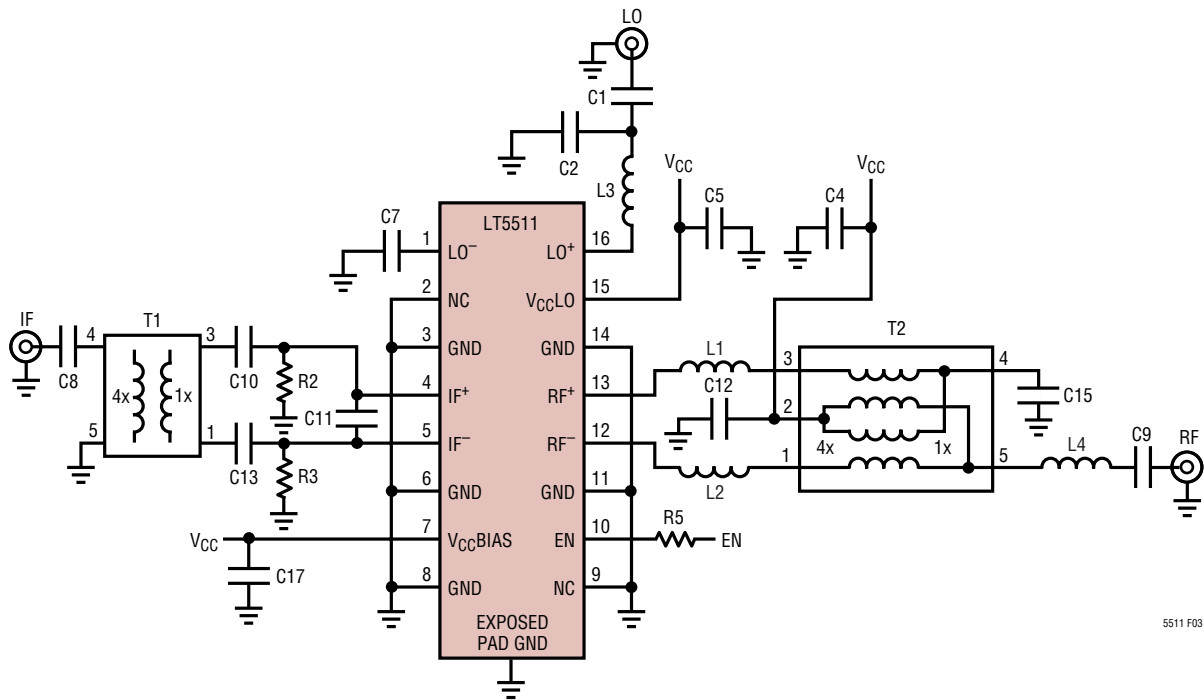 LO
C1
C2
L3
VCC
VCC
C5
C4
C7
LT5511
1
LO⁻
LO⁺
16
2
NC
VCCLO
15
IF
C8
4
T1
3
C10
R2
3
GND
GND
14
L1
3
T2
4
C15
4x
1x
C11
4
IF⁺
RF⁺
13
C12
2
4x
1x
5
1
C13
R3
5
IF⁻
RF⁻
12
L2
1
5
L4
C9
RF
6
GND
GND
11
VCC
7
VCCBIAS
EN
10
R5
EN
C17
8
GND
NC
9
EXPOSED
PAD GND
5511 F03